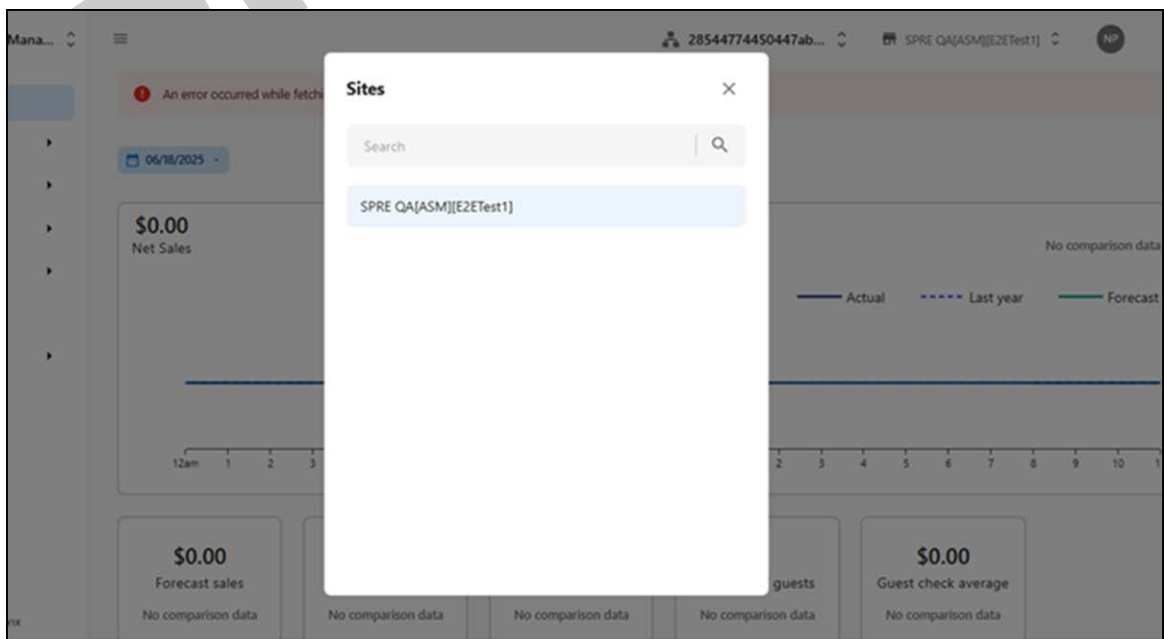 Mana...
28544774450447ab...
SPRE QA[ASM][E2ETest1]
NP
An error occurred while fetchi
Sites
Search
06/18/2025
SPRE QA[ASM][E2ETest1]
$0.00
Net Sales
No comparison data
Actual
Last year
Forecast
12am 1 2 3 2 3 4 5 6 7 8 9 10 1
$0.00
Forecast sales
No comparison data
No comparison data
No comparison data
guests
No comparison data
$0.00
Guest check average
No comparison data